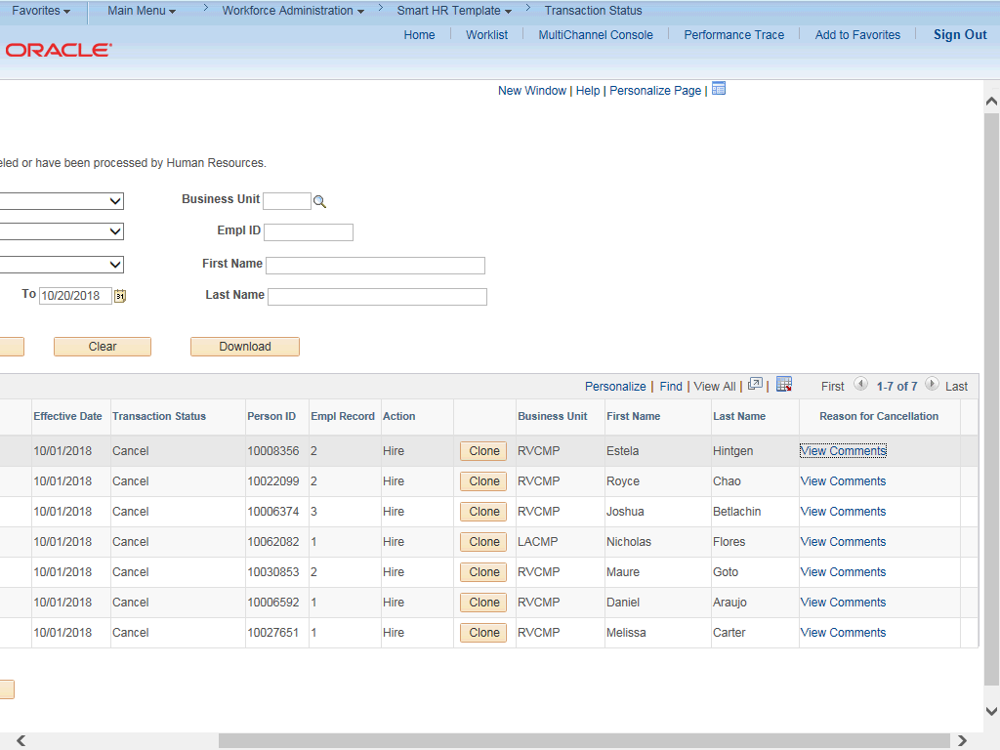 Favorites Main Menu Workforce Administration Smart HR Template Transaction Status
Home Worklist MultiChannel Console Performance Trace Add to Favorites Sign Out
ORACLE
New Window | Help | Personalize Page |
eled or have been processed by Human Resources.
Business Unit
Empl ID
First Name
To 10/20/2018 31 Last Name
Clear Download
Personalize | Find | View All | | First 1-7 of 7 Last
Effective Date Transaction Status Person ID Empl Record Action Business Unit First Name Last Name Reason for Cancellation
10/01/2018 Cancel 10008356 2 Hire Clone RVCMP Estela Hintgen View Comments
10/01/2018 Cancel 10022099 2 Hire Clone RVCMP Royce Chao View Comments
10/01/2018 Cancel 10006374 3 Hire Clone RVCMP Joshua Betlachin View Comments
10/01/2018 Cancel 10062082 1 Hire Clone LACMP Nicholas Flores View Comments
10/01/2018 Cancel 10030853 2 Hire Clone RVCMP Maure Goto View Comments
10/01/2018 Cancel 10006592 1 Hire Clone RVCMP Daniel Araujo View Comments
10/01/2018 Cancel 10027651 1 Hire Clone RVCMP Melissa Carter View Comments